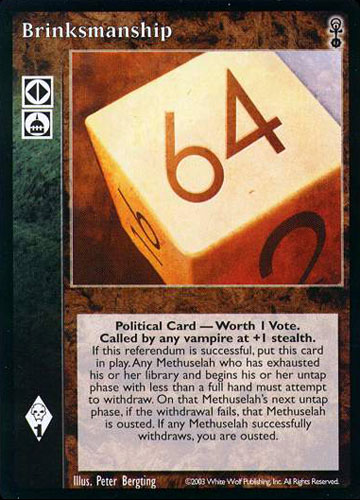 Brinksmanship
64
16
2
Political Card — Worth 1 Vote.
Called by any vampire at +1 stealth.
If this referendum is successful, put this card
in play. Any Methuselah who has exhausted
his or her library and begins his or her untap
phase with less than a full hand must attempt
to withdraw. On that Methuselah's next untap
phase, if the withdrawal fails, that Methuselah
is ousted. If any Methuselah successfully
withdraws, you are ousted.
Illus. Peter Bergting
©2003 White Wolf Publishing, Inc. All Rights Reserved.